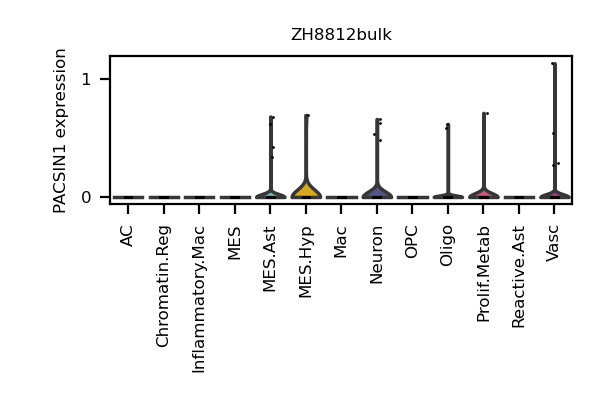 ZH8812bulk
PACSIN1 expression
1
0
AC
Chromatin.Reg
Inflammatory.Mac
MES
MES.Ast
MES.Hyp
Mac
Neuron
OPC
Oligo
Prolif.Metab
Reactive.Ast
Vasc